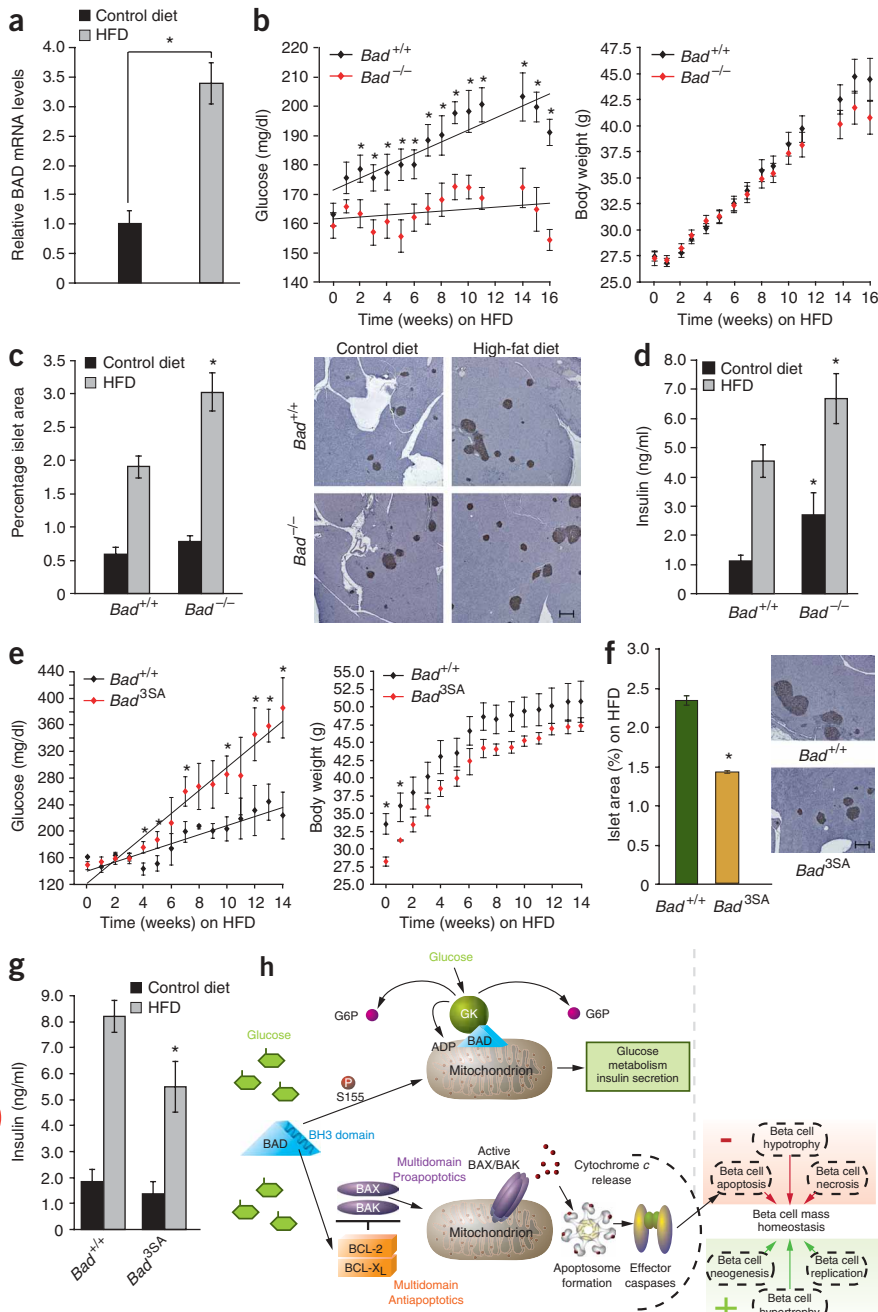 a
Control diet
HFD
*
Relative BAD mRNA levels
4.0
3.5
3.0
2.5
2.0
1.5
1.0
0.5
0
b
Bad+/+
Bad−/−
Glucose (mg/dl)
220
210
200
190
180
170
160
150
140
* * * * * * * * * * * * *
0 2 4 6 8 10 12 14 16
Time (weeks) on HFD
Bad+/+
Bad−/−
Body weight (g)
47.5
45.0
42.5
40.0
37.5
35.0
32.5
30.0
27.5
25.0
0 2 4 6 8 10 12 14 16
Time (weeks) on HFD
c
Control diet
HFD
*
Percentage islet area
3.5
3.0
2.5
2.0
1.5
1.0
0.5
0
Bad+/+ Bad−/−
Control diet High-fat diet
Bad+/+
Bad−/−
d
Control diet
HFD
* *
Insulin (ng/ml)
8.0
7.0
6.0
5.0
4.0
3.0
2.0
1.0
0
Bad+/+ Bad−/−
e
Bad+/+
Bad3SA
Glucose (mg/dl)
440
400
360
320
280
240
200
160
120
* * * * * * *
0 2 4 6 8 10 12 14
Time (weeks) on HFD
Bad+/+
Bad3SA
Body weight (g)
55.0
52.5
50.0
47.5
45.0
42.5
40.0
37.5
35.0
32.5
30.0
27.5
25.0
* *
0 2 4 6 8 10 12 14
Time (weeks) on HFD
f
Islet area (%) on HFD
3.0
2.5
2.0
1.5
1.0
0.5
0
*
Bad+/+ Bad3SA
Bad+/+
Bad3SA
g
Control diet
HFD
*
Insulin (ng/ml)
9.0
8.0
7.0
6.0
5.0
4.0
3.0
2.0
1.0
0
Bad+/+
Bad3SA
h
Glucose
G6P
GK
G6P
ADP
BAD
Mitochondrion
Glucose
metabolism
insulin secretion
Glucose
P
S155
BAD
BH3 domain
Multidomain
Proapoptotics
Active
BAX/BAK
BAX
BAK
BCL-2
BCL-XL
Multidomain
Antiapoptotics
Mitochondrion
Cytochrome c
release
Apoptosome
formation
Effector
caspases
−
Beta cell
hypotrophy
Beta cell
apoptosis
Beta cell
necrosis
Beta cell mass
homeostasis
Beta cell
neogenesis
Beta cell
replication
+
Beta cell
hypertrophy